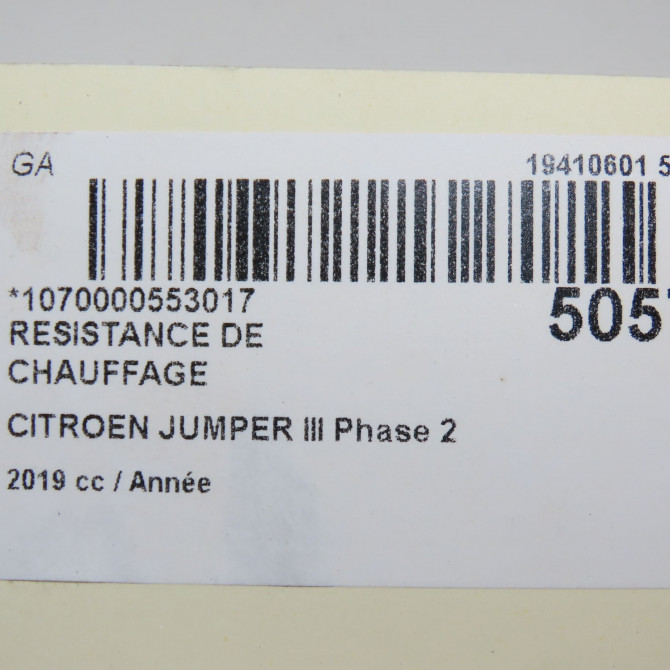 GA 19410601 5
*1070000553017
505
RESISTANCE DE
CHAUFFAGE
CITROEN JUMPER III Phase 2
2019 cc / Année